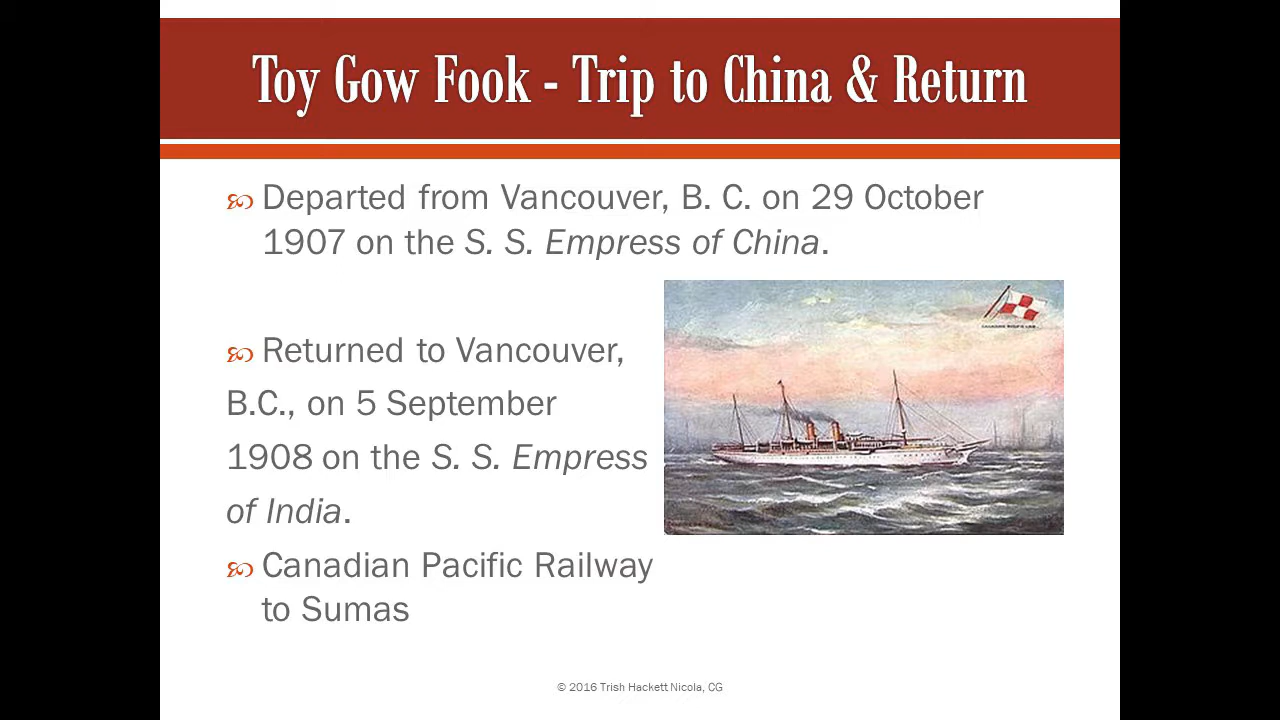 Toy Gow Fook - Trip to China & Return
Departed from Vancouver, B. C. on 29 October
1907 on the S. S. Empress of China.
Returned to Vancouver,
B.C., on 5 September
1908 on the S. S. Empress
of India.
Canadian Pacific Railway
to Sumas
© 2016 Trish Hackett Nicola, CG